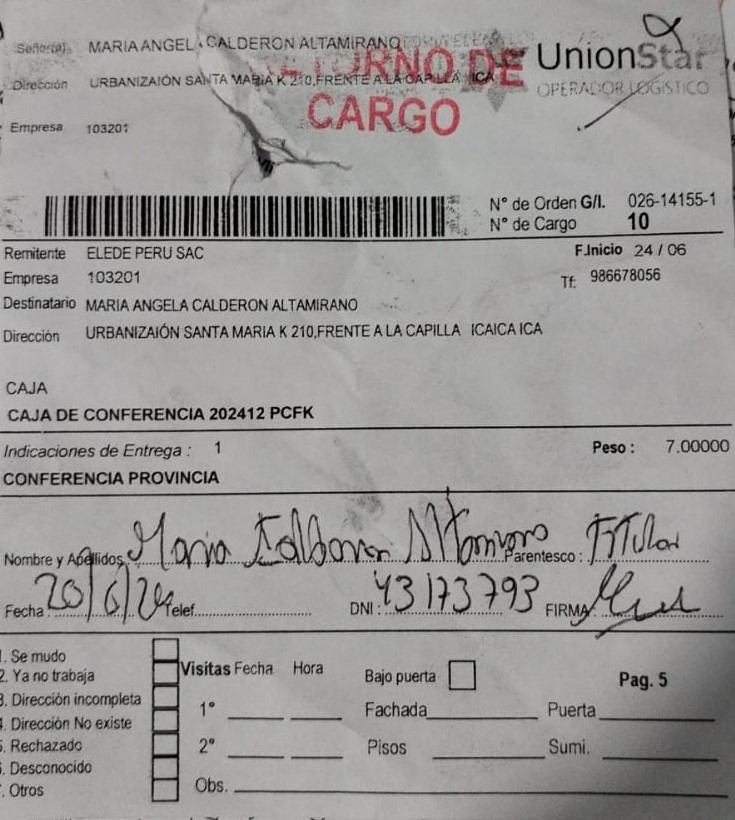 Señor(a) MARIA ANGELA CALDERON ALTAMIRANO
RETORNO DE CARGO
UnionStar
OPERADOR LOGÍSTICO
Dirección URBANIZAIÓN SANTA MARIA K 210,FRENTE A LA CAPILLA ICA
Empresa 103201
N° de Orden G/I. 026-14155-1
N° de Cargo 10
Remitente ELEDE PERU SAC F.Inicio 24 / 06
Empresa 103201 Tf: 986678056
Destinatario MARIA ANGELA CALDERON ALTAMIRANO
Dirección URBANIZAIÓN SANTA MARIA K 210,FRENTE A LA CAPILLA ICAICA ICA
CAJA
CAJA DE CONFERENCIA 202412 PCFK
Indicaciones de Entrega : 1 Peso : 7.00000
CONFERENCIA PROVINCIA
Nombre y Apellidos Maria Calderon Altamirano Parentesco : Titular
Fecha 20/6/24 Telef. DNI : 43173793 FIRMA
1. Se mudo
2. Ya no trabaja
3. Dirección incompleta
4. Dirección No existe
5. Rechazado
6. Desconocido
7. Otros
Visitas Fecha Hora
1°
2°
Obs.
Bajo puerta
Fachada Puerta
Pisos Sumi.
Pag. 5